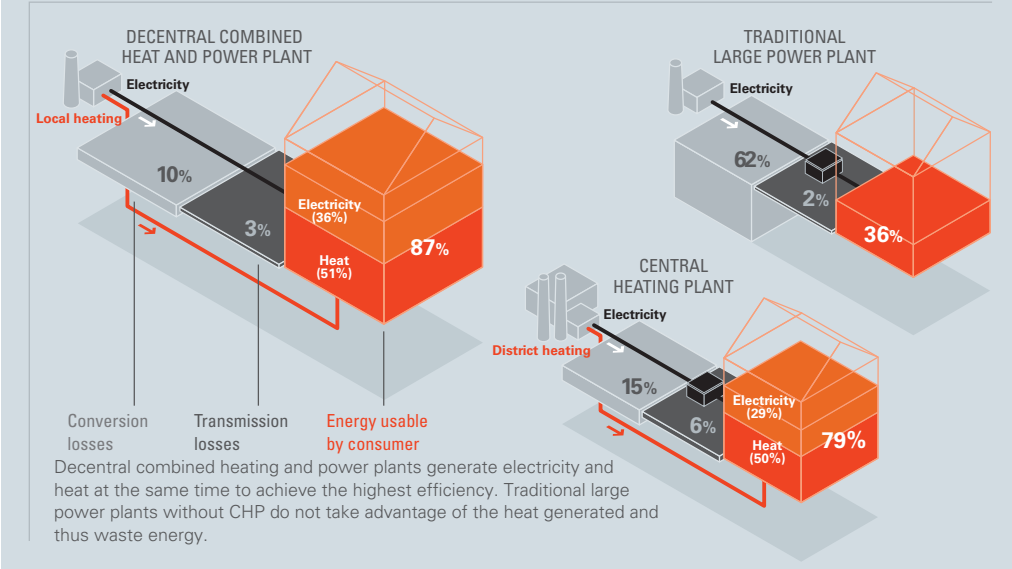 DECENTRAL COMBINED
HEAT AND POWER PLANT
Electricity
Local heating
10%
3%
Electricity
(36%)
Heat
(51%)
87%
Conversion
losses
Transmission
losses
Energy usable
by consumer
TRADITIONAL
LARGE POWER PLANT
Electricity
62%
2%
36%
CENTRAL
HEATING PLANT
Electricity
District heating
15%
6%
Electricity
(29%)
Heat
(50%)
79%
Decentral combined heating and power plants generate electricity and
heat at the same time to achieve the highest efficiency. Traditional large
power plants without CHP do not take advantage of the heat generated and
thus waste energy.